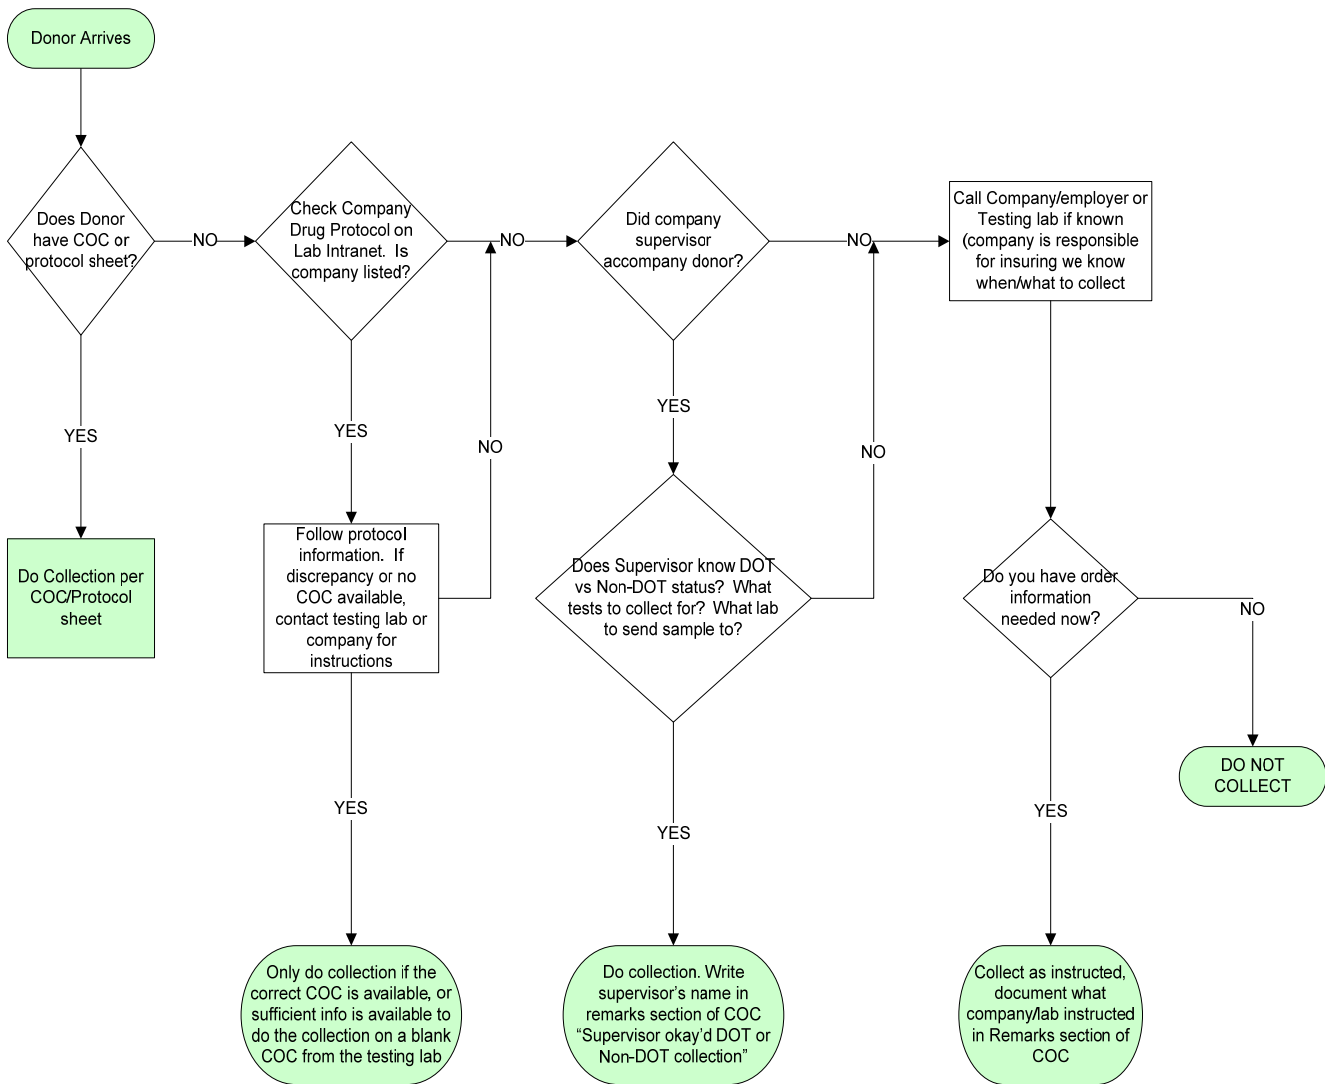 Donor Arrives
Does Donor
have COC or
protocol sheet?
NO
YES
Do Collection per
COC/Protocol
sheet
Check Company
Drug Protocol on
Lab Intranet.  Is
company listed?
NO
YES
Follow protocol
information.  If
discrepancy or no
COC available,
contact testing lab or
company for
instructions
NO
YES
Only do collection if the
correct COC is available, or
sufficient info is available to
do the collection on a blank
COC from the testing lab
Did company
supervisor
accompany donor?
NO
YES
Does Supervisor know DOT
vs Non-DOT status?  What
tests to collect for?  What lab
to send sample to?
NO
YES
Do collection. Write
supervisor’s name in
remarks section of COC
“Supervisor okay’d DOT or
Non-DOT collection”
Call Company/employer or
Testing lab if known
(company is responsible
for insuring we know
when/what to collect
Do you have order
information
needed now?
NO
DO NOT
COLLECT
YES
Collect as instructed,
document what
company/lab instructed
in Remarks section of
COC